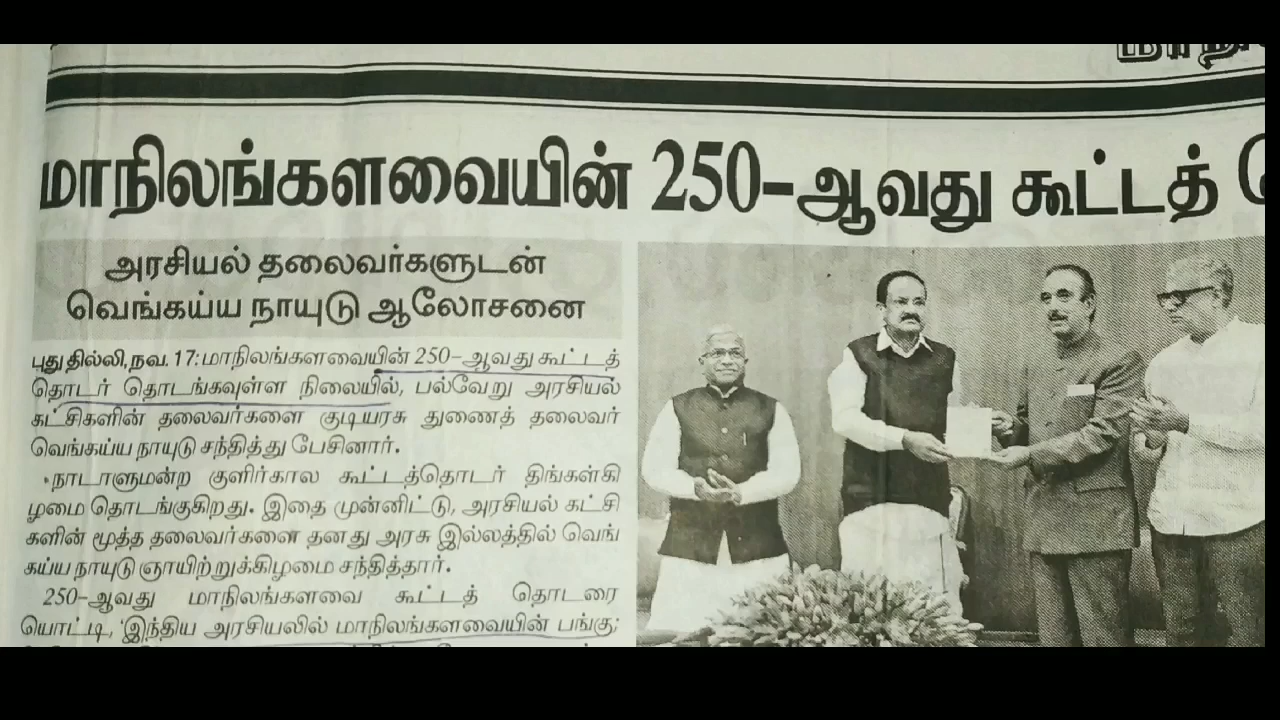 மாநிலங்களவையின் 250-ஆவது கூட்டத்
அரசியல் தலைவர்களுடன்
வெங்கய்ய நாயுடு ஆலோசனை
புது தில்லி, நவ. 17: மாநிலங்களவையின் 250-ஆவது கூட்டத்
தொடர் தொடங்கவுள்ள நிலையில், பல்வேறு அரசியல்
கட்சிகளின் தலைவர்களை குடியரசு துணைத் தலைவர்
வெங்கய்ய நாயுடு சந்தித்து பேசினார்.
நாடாளுமன்ற குளிர்கால கூட்டத்தொடர் திங்கள்கி
ழமை தொடங்குகிறது. இதை முன்னிட்டு, அரசியல் கட்சி
களின் மூத்த தலைவர்களை தனது அரசு இல்லத்தில் வெங்
கய்ய நாயுடு ஞாயிற்றுக்கிழமை சந்தித்தார்.
250-ஆவது மாநிலங்களவை கூட்டத் தொடரை
யொட்டி, 'இந்திய அரசியலில் மாநிலங்களவையின் பங்கு;